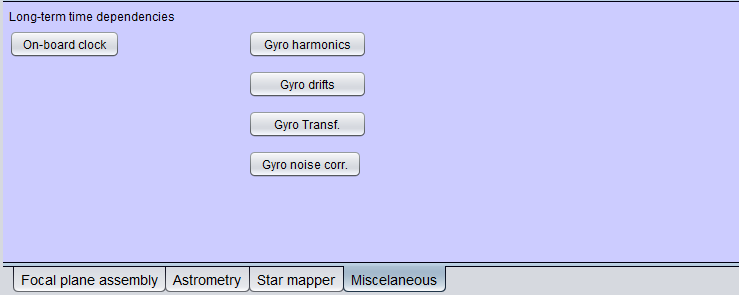 Long-term time dependencies
On-board clock
Gyro harmonics
Gyro drifts
Gyro Transf.
Gyro noise corr.
Focal plane assembly
Astrometry
Star mapper
Miscelaneous